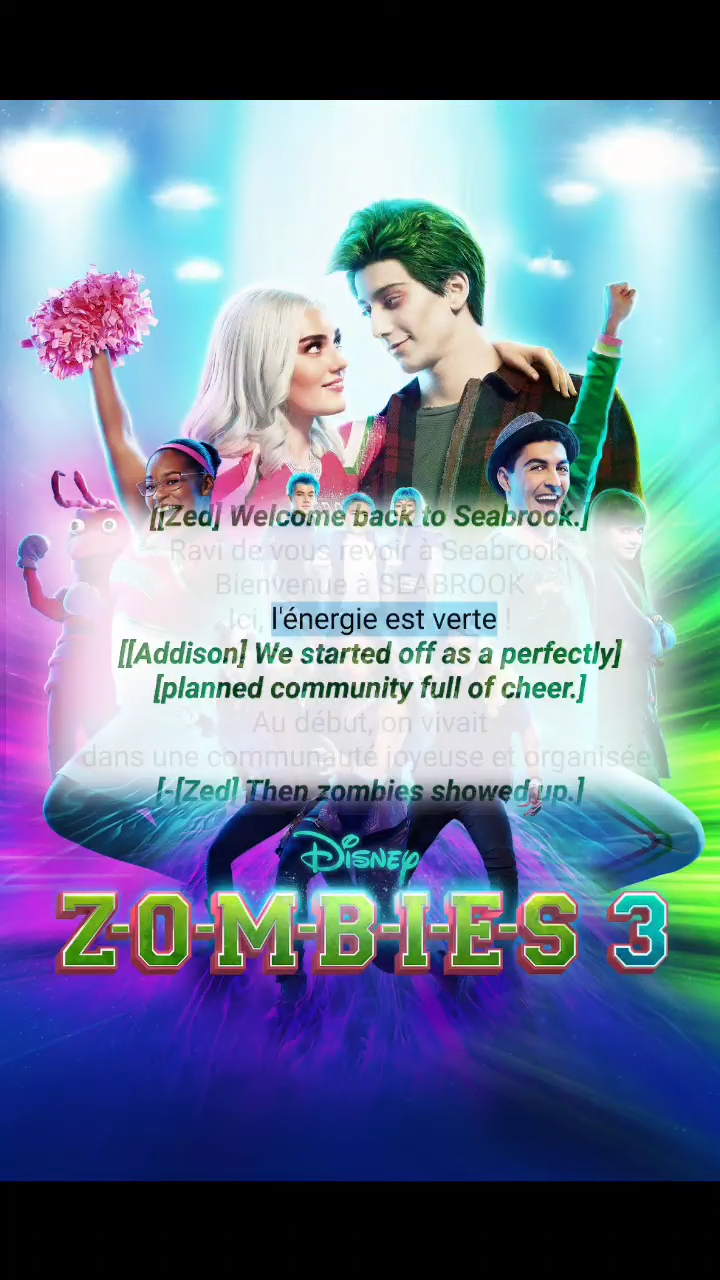 [[Zed] Welcome back to Seabrook.]
Ravi de vous revoir à Seabrook.
Bienvenue à SEABROOK
Ici, l'énergie est verte !
[[Addison] We started off as a perfectly]
[planned community full of cheer.]
Au début, on vivait
dans une communauté joyeuse et organisée.
[-[Zed] Then zombies showed up.]
Disney
Z-O-M-B-I-E-S 3